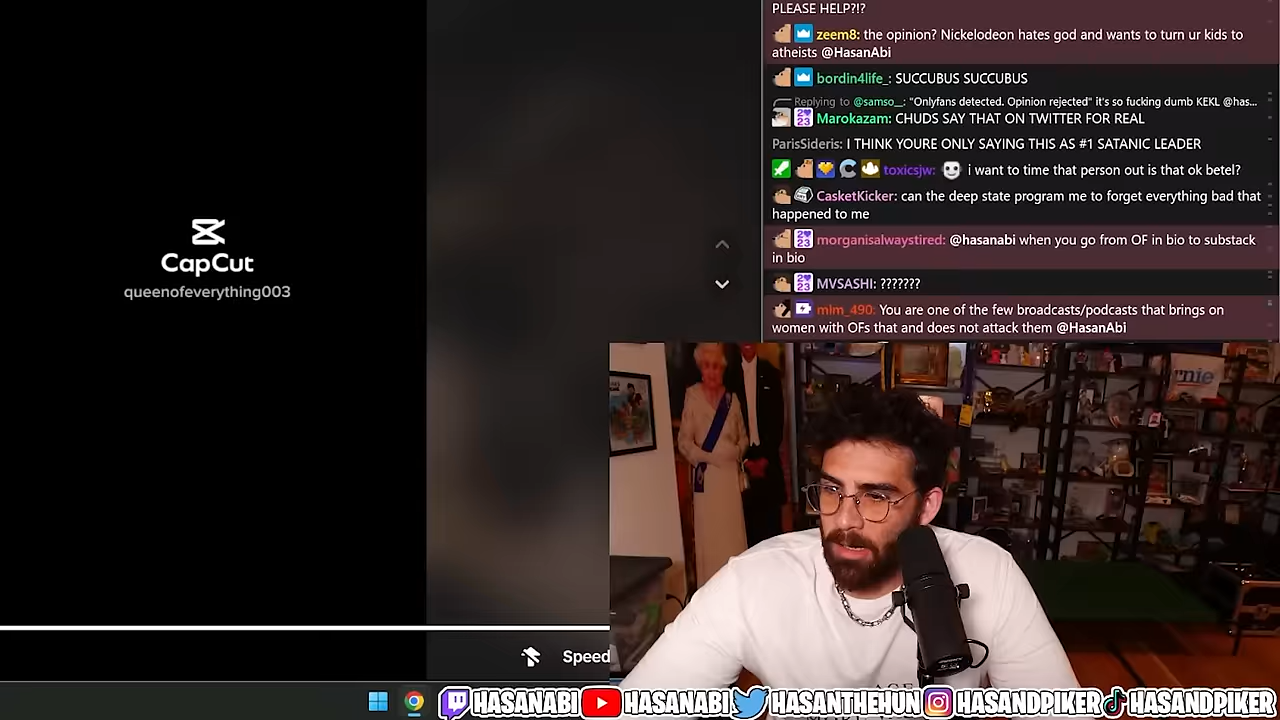 PLEASE HELP?!?
zeem8: the opinion? Nickelodeon hates god and wants to turn ur kids to
atheists @HasanAbi
bordin4life_: SUCCUBUS SUCCUBUS
Replying to @samso__: "Onlyfans detected. Opinion rejected" it's so fucking dumb KEKL @has...
Marokazam: CHUDS SAY THAT ON TWITTER FOR REAL
ParisSideris: I THINK YOURE ONLY SAYING THIS AS #1 SATANIC LEADER
toxicsjw: i want to time that person out is that ok betel?
CasketKicker: can the deep state program me to forget everything bad that
happened to me
morganisalwaystired: @hasanabi when you go from OF in bio to substack
in bio
MVSASHI: ???????
mlm_490: You are one of the few broadcasts/podcasts that brings on
women with OFs that and does not attack them @HasanAbi
CapCut
queenofeverything003
rnie
Speed
HASANABI HASANABI HASANTHEHUN HASANDPIKER HASANDPIKER